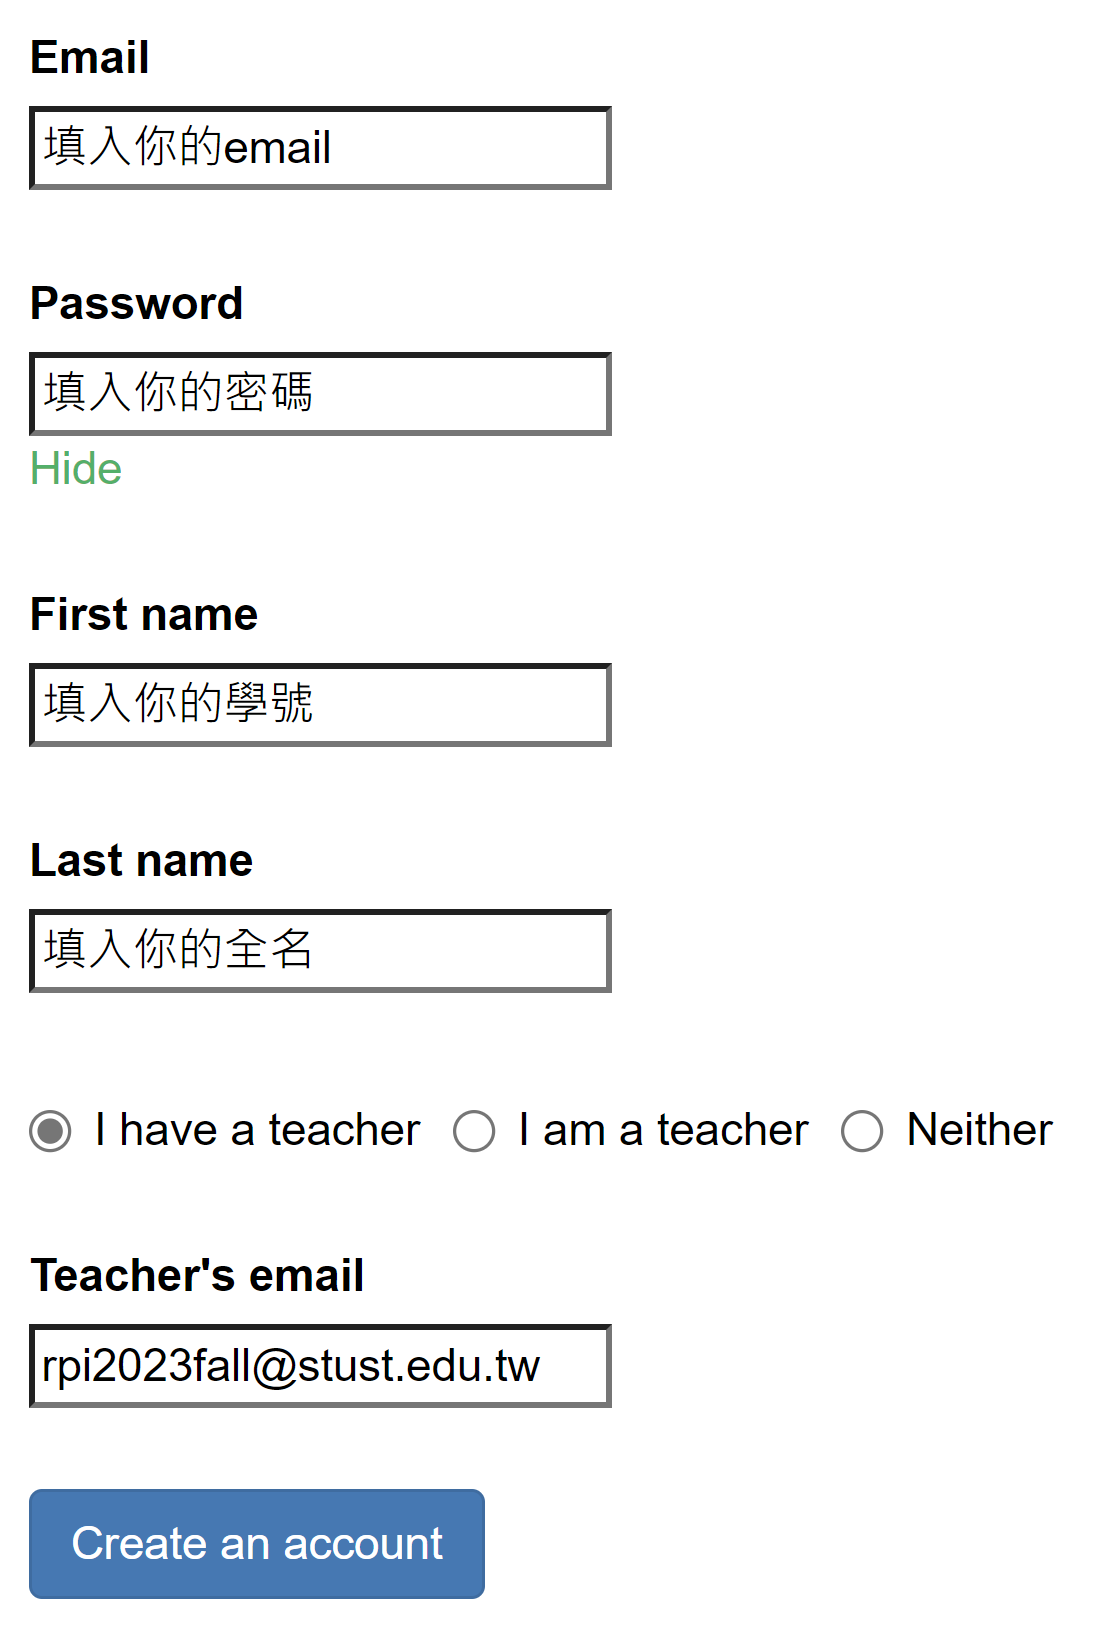 Email
填入你的email
Password
填入你的密碼
Hide
First name
填入你的學號
Last name
填入你的全名
I have a teacher I am a teacher Neither
Teacher's email
rpi2023fall@stust.edu.tw
Create an account